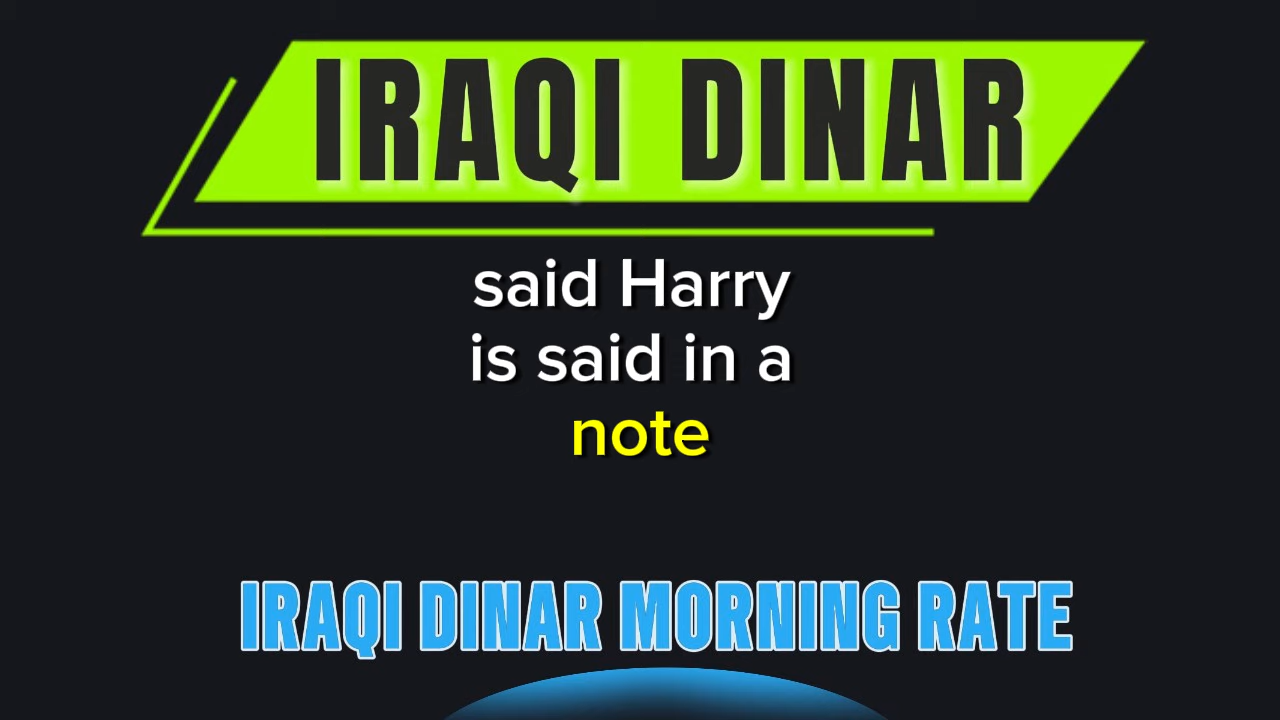 IRAQI DINAR
said Harry
is said in a
note
IRAQI DINAR MORNING RATE